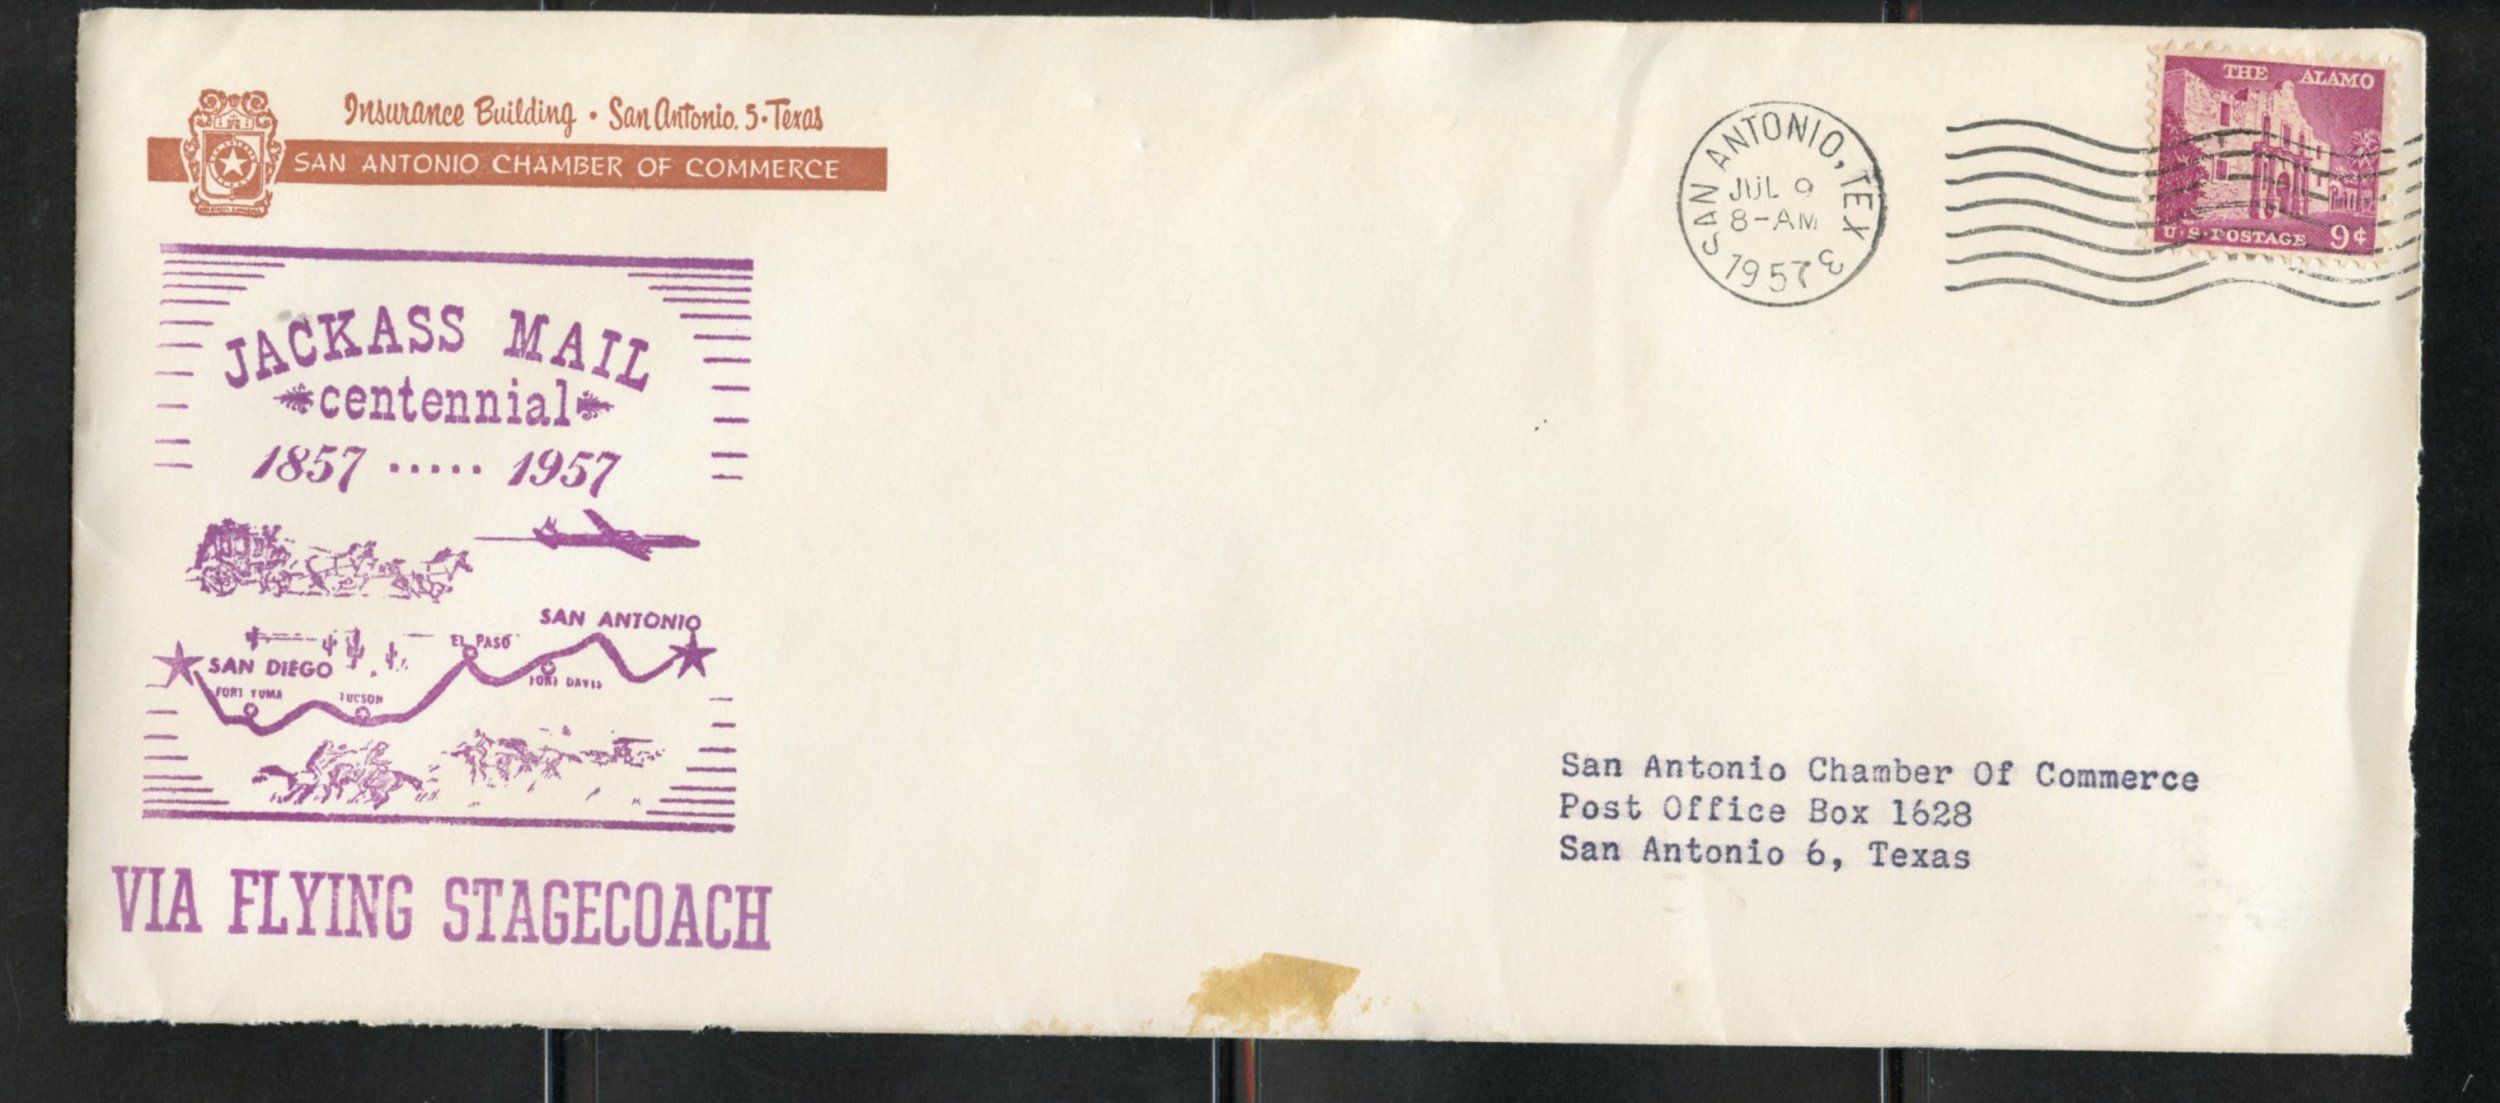 Insurance Building • San Antonio. 5 • Texas
SAN ANTONIO CHAMBER OF COMMERCE
JACKASS MAIL
centennial
1857 ..... 1957
SAN ANTONIO
EL PASO
SAN DIEGO
FORT DAVIS
FORT YUMA
TUCSON
VIA FLYING STAGECOACH
SAN ANTONIO, TEX
JUL 9
8-AM
1957
3
THE ALAMO
U·S·POSTAGE 9¢
San Antonio Chamber Of Commerce
Post Office Box 1628
San Antonio 6, Texas